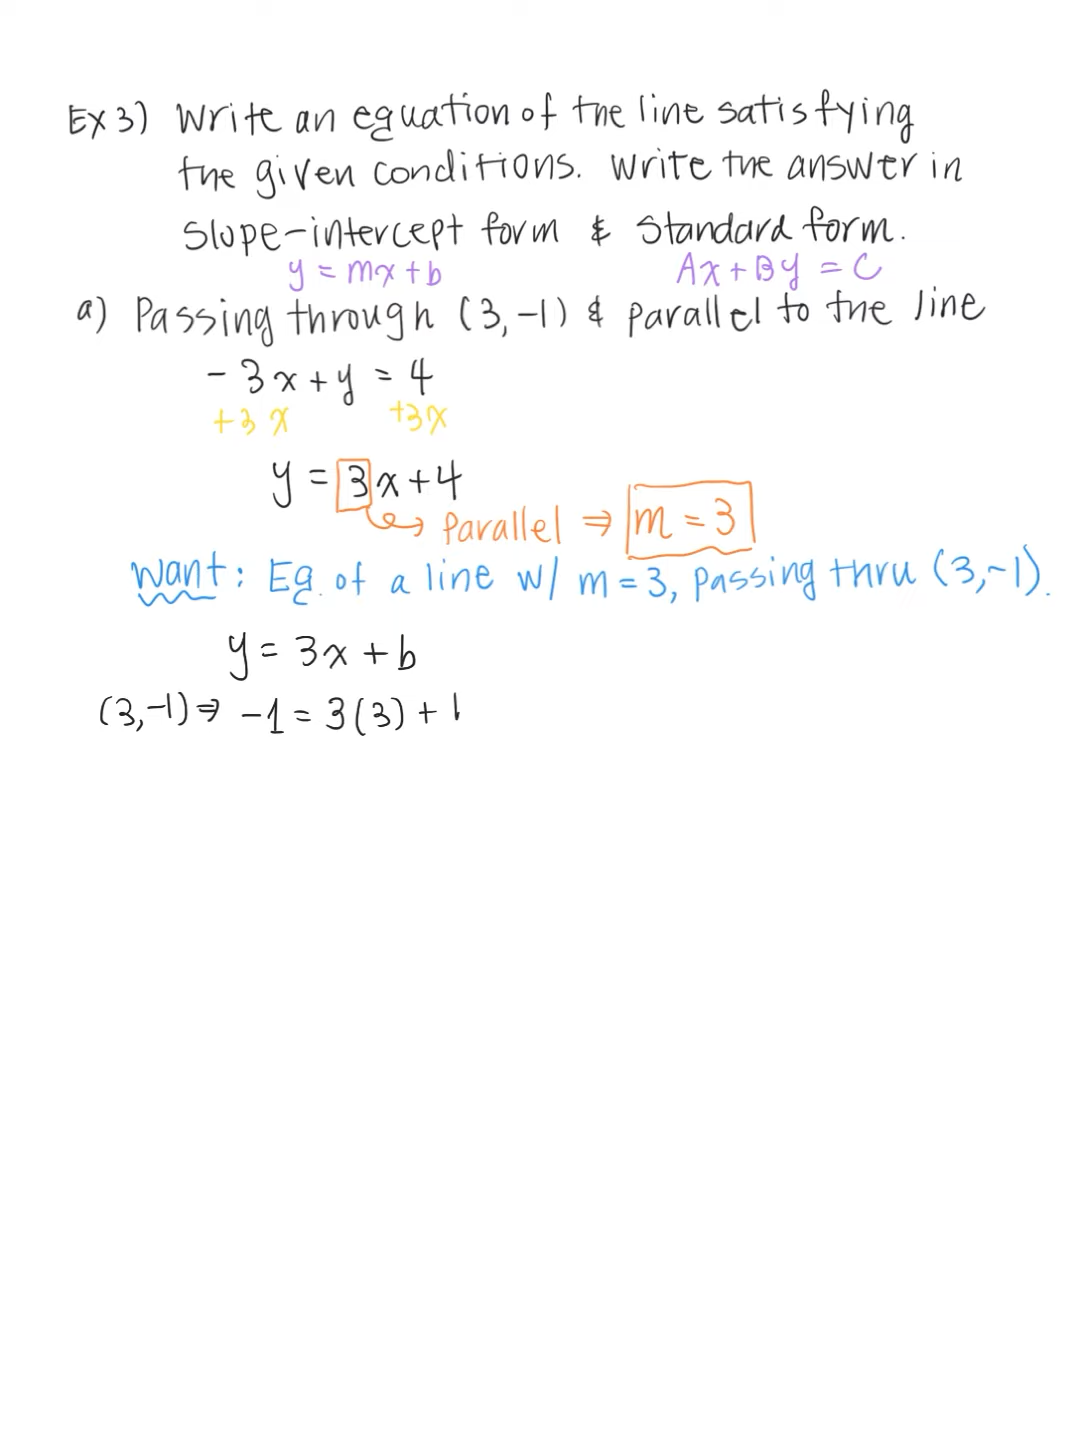 Ex 3) Write an equation of the line satisfying
the given conditions. Write the answer in
slope-intercept form & standard form.
y = mx + b Ax + By = C
a) Passing through (3, -1) & parallel to the line
- 3x + y = 4
+3x +3x
y = 3x + 4
Parallel ⇒ m = 3
Want: Eq. of a line w/ m = 3, passing thru (3,-1).
y = 3x + b
(3,-1) ⇒ -1 = 3(3) + l